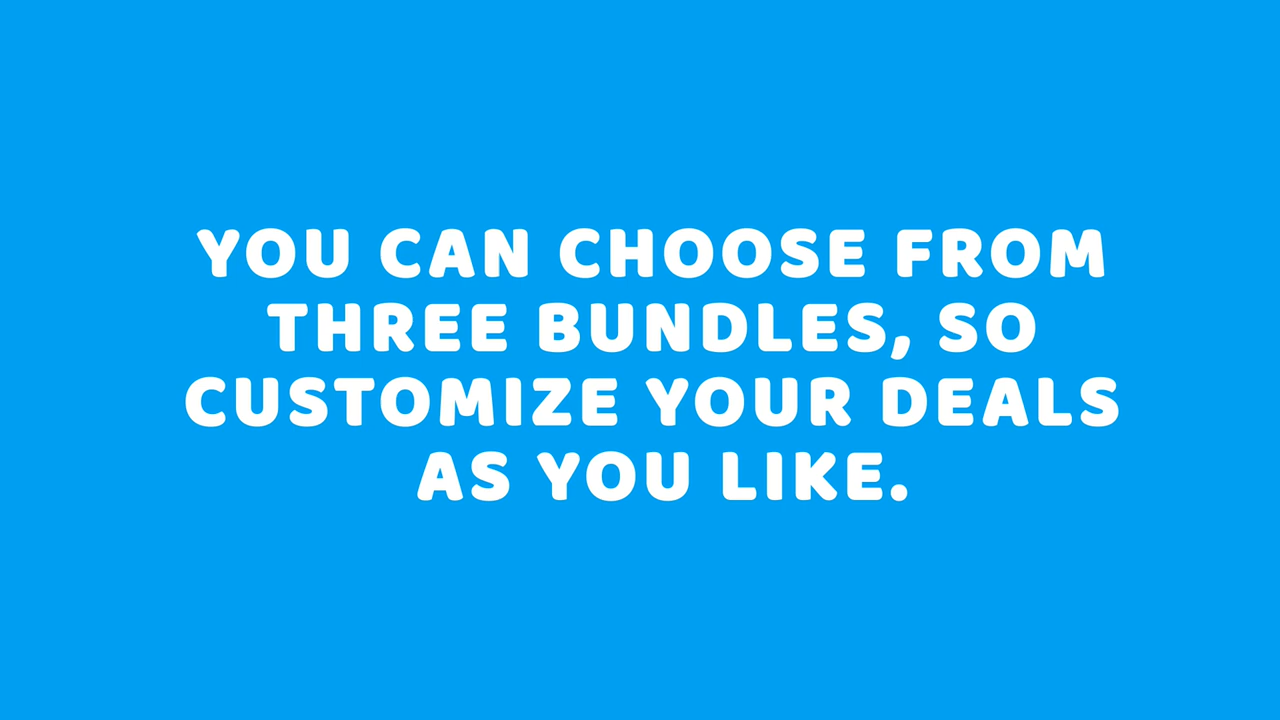 YOU CAN CHOOSE FROM
THREE BUNDLES, SO
CUSTOMIZE YOUR DEALS
AS YOU LIKE.